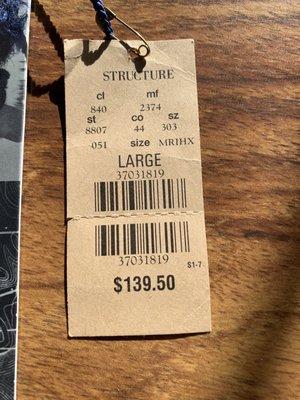 STRUCTURE
cl mf
840 2374
st co sz
8807 44 303
051 size MRIHX
LARGE
37031819
37031819
S1-7
$139.50